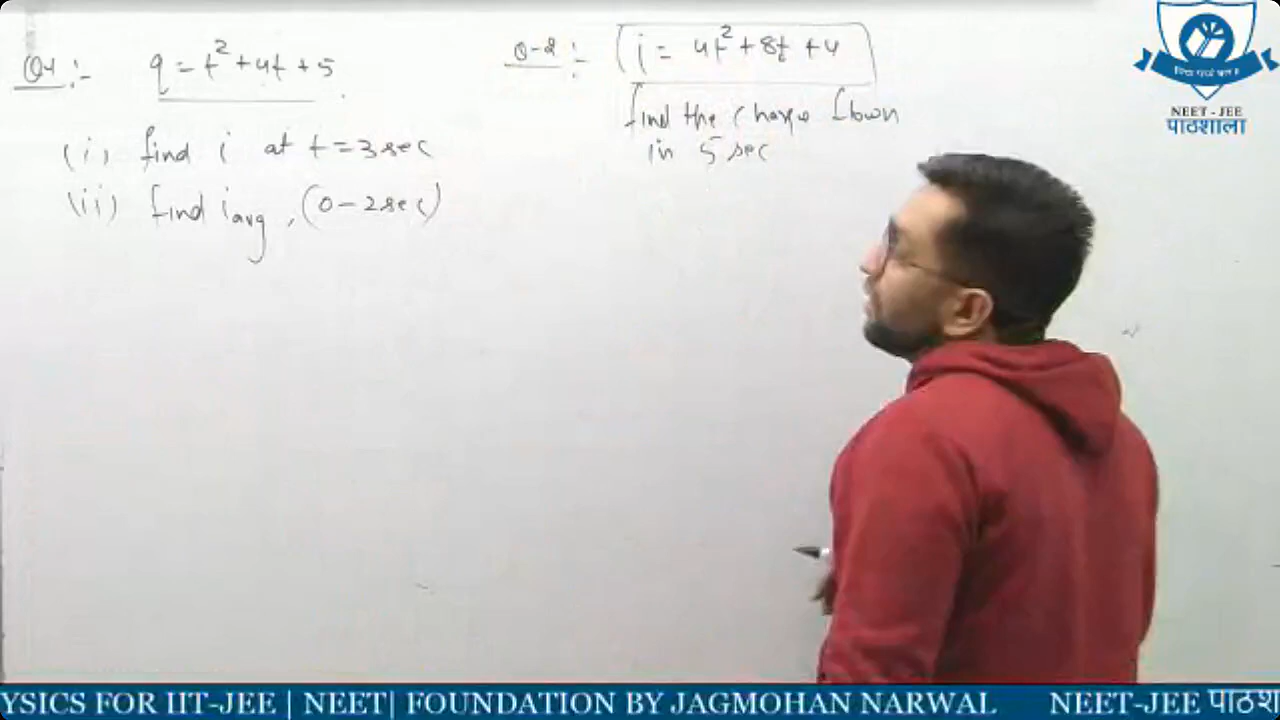 Q-1 :- q = t² + 4t + 5
(i) find i at t = 3 sec
(ii) find i avg, (0 - 2 sec)
Q-2 :- i = 4t² + 8t + 4
find the charge flown
in 5 sec
NEET - JEE
पाठशाला
YSICS FOR IIT-JEE | NEET| FOUNDATION BY JAGMOHAN NARWAL NEET-JEE पाठश